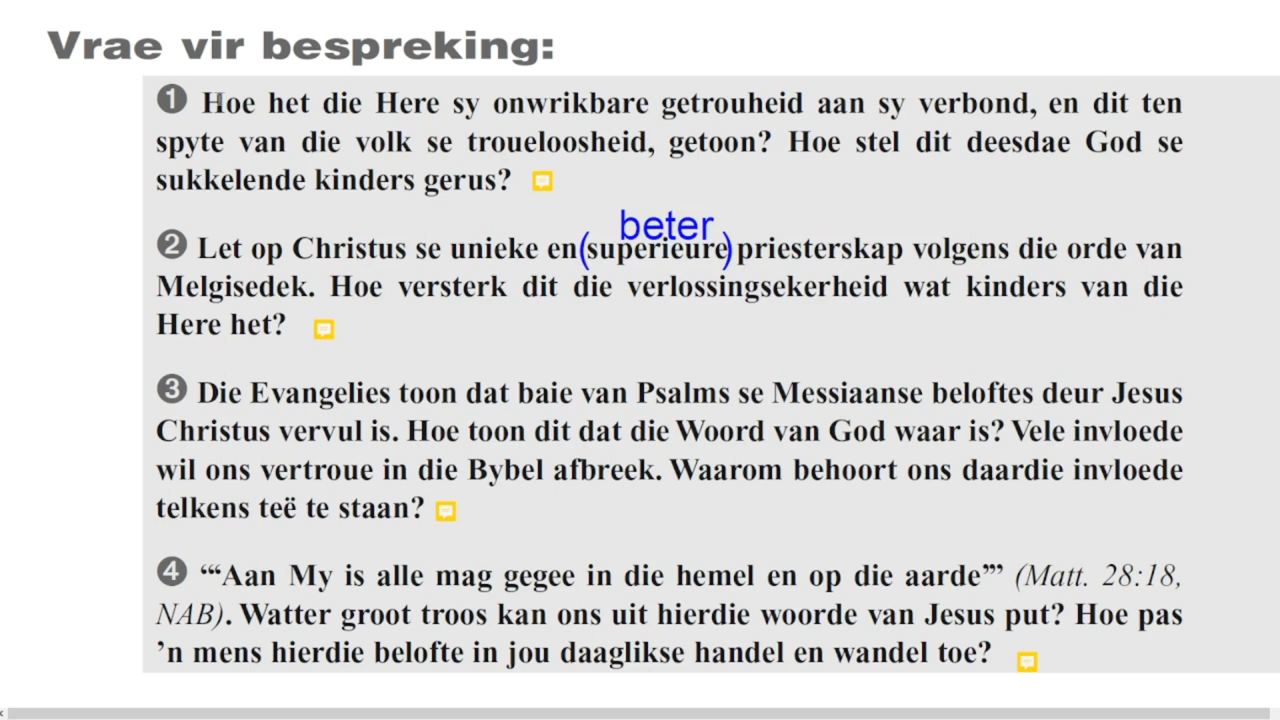 Vrae vir bespreking:
❶ Hoe het die Here sy onwrikbare getrouheid aan sy verbond, en dit ten
spyte van die volk se troueloosheid, getoon? Hoe stel dit deesdae God se
sukkelende kinders gerus?
beter
❷ Let op Christus se unieke en (superieure) priesterskap volgens die orde van
Melgisedek. Hoe versterk dit die verlossingsekerheid wat kinders van die
Here het?
❸ Die Evangelies toon dat baie van Psalms se Messiaanse beloftes deur Jesus
Christus vervul is. Hoe toon dit dat die Woord van God waar is? Vele invloede
wil ons vertroue in die Bybel afbreek. Waarom behoort ons daardie invloede
telkens teë te staan?
❹ “‘Aan My is alle mag gegee in die hemel en op die aarde’” (Matt. 28:18,
NAB). Watter groot troos kan ons uit hierdie woorde van Jesus put? Hoe pas
’n mens hierdie belofte in jou daaglikse handel en wandel toe?